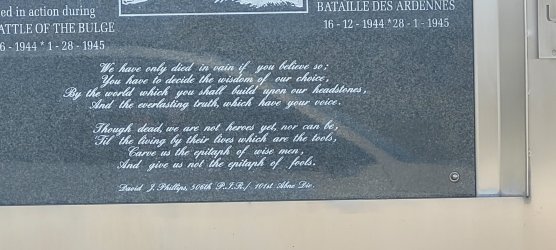 ed in action during
ATTLE OF THE BULGE
6 - 1944 * 1 - 28 - 1945
BATAILLE DES ARDENNES
16 - 12 - 1944 * 28 - 1 - 1945
We have only died in vain if you believe so;
You have to decide the wisdom of our choice,
By the world which you shall build upon our headstones,
And the everlasting truth, which have your voice.
Though dead, we are not heroes yet, nor can be,
'Til the living by their lives which are the tools,
Carve us the epitaph of wise men,
And give us not the epitaph of fools.
David J. Phillips, 506th P.I.R./ 101st Abne Div.